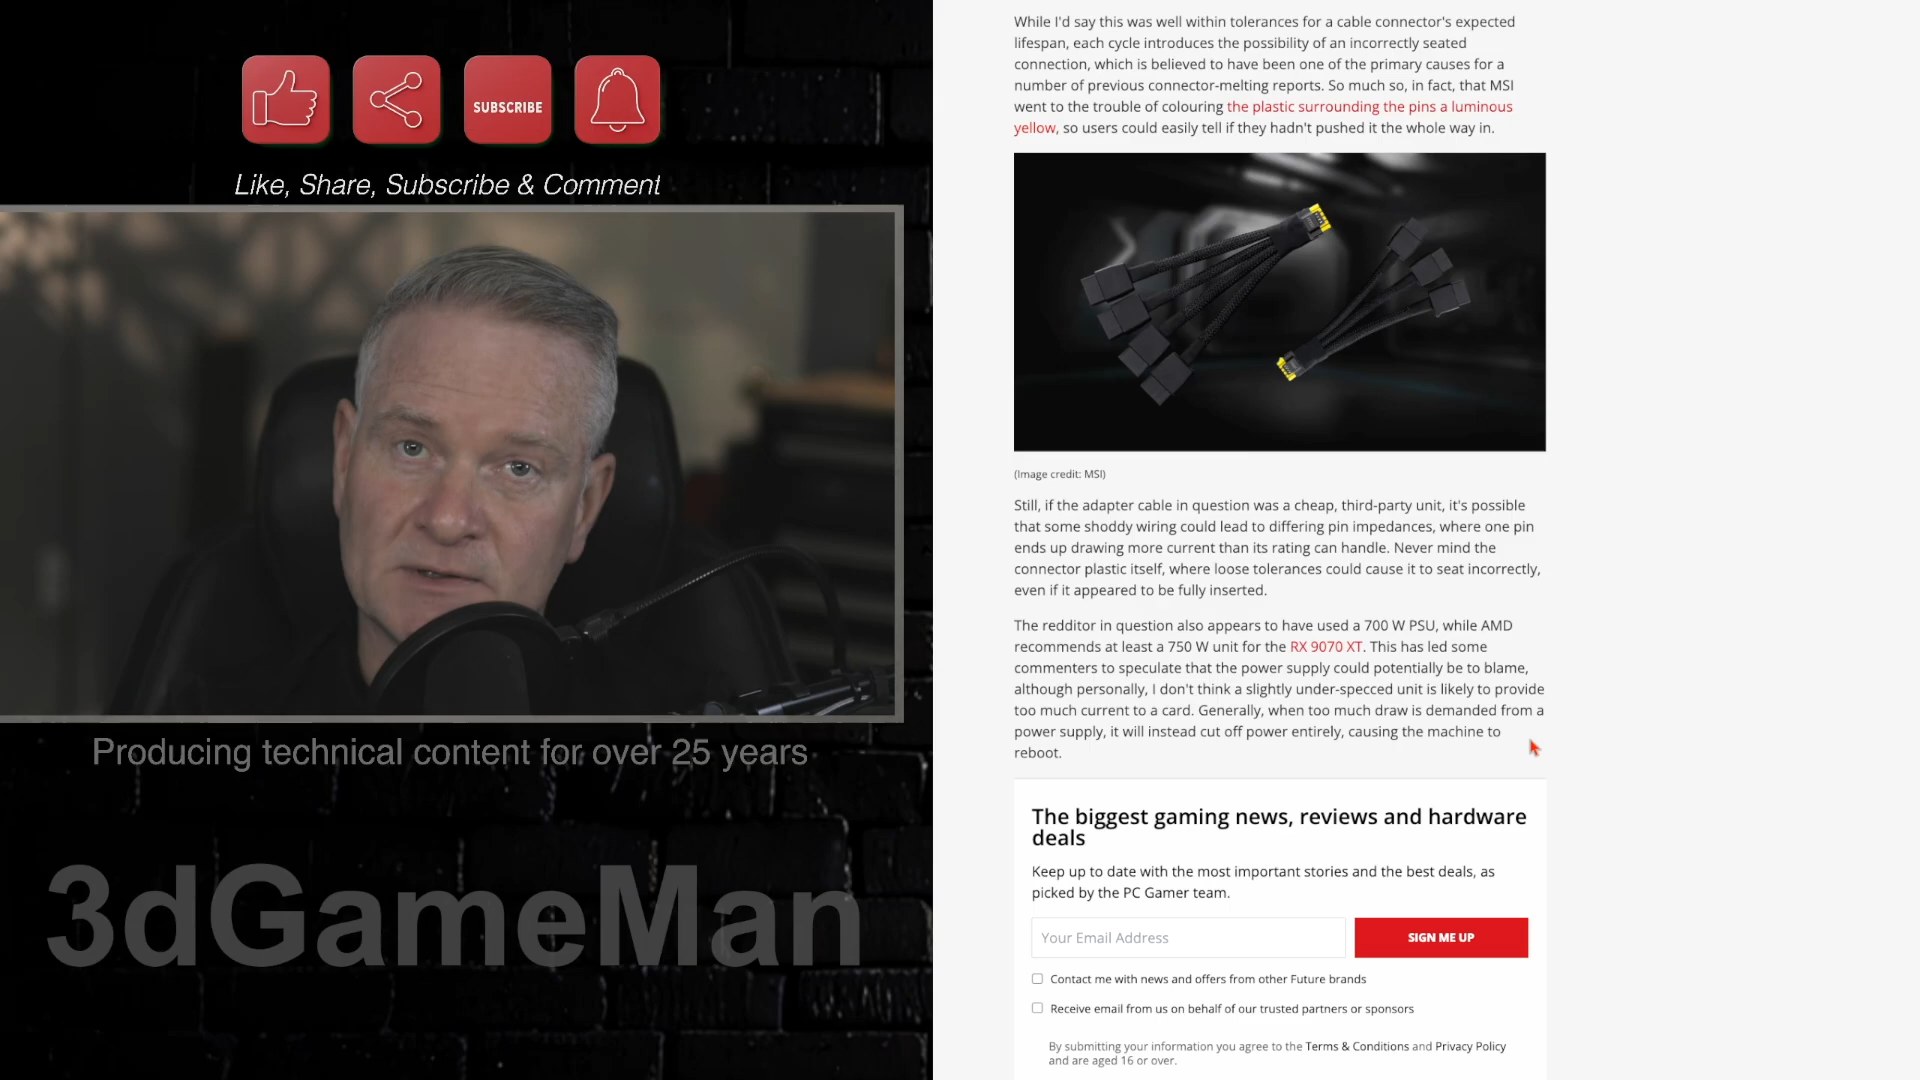 SUBSCRIBE
Like, Share, Subscribe & Comment
Producing technical content for over 25 years
3dGameMan
While I'd say this was well within tolerances for a cable connector's expected
lifespan, each cycle introduces the possibility of an incorrectly seated
connection, which is believed to have been one of the primary causes for a
number of previous connector-melting reports. So much so, in fact, that MSI
went to the trouble of colouring the plastic surrounding the pins a luminous
yellow, so users could easily tell if they hadn't pushed it the whole way in.
(Image credit: MSI)
Still, if the adapter cable in question was a cheap, third-party unit, it's possible
that some shoddy wiring could lead to differing pin impedances, where one pin
ends up drawing more current than its rating can handle. Never mind the
connector plastic itself, where loose tolerances could cause it to seat incorrectly,
even if it appeared to be fully inserted.
The redditor in question also appears to have used a 700 W PSU, while AMD
recommends at least a 750 W unit for the RX 9070 XT. This has led some
commenters to speculate that the power supply could potentially be to blame,
although personally, I don't think a slightly under-specced unit is likely to provide
too much current to a card. Generally, when too much draw is demanded from a
power supply, it will instead cut off power entirely, causing the machine to
reboot.
The biggest gaming news, reviews and hardware
deals
Keep up to date with the most important stories and the best deals, as
picked by the PC Gamer team.
Your Email Address
SIGN ME UP
Contact me with news and offers from other Future brands
Receive email from us on behalf of our trusted partners or sponsors
By submitting your information you agree to the Terms & Conditions and Privacy Policy
and are aged 16 or over.